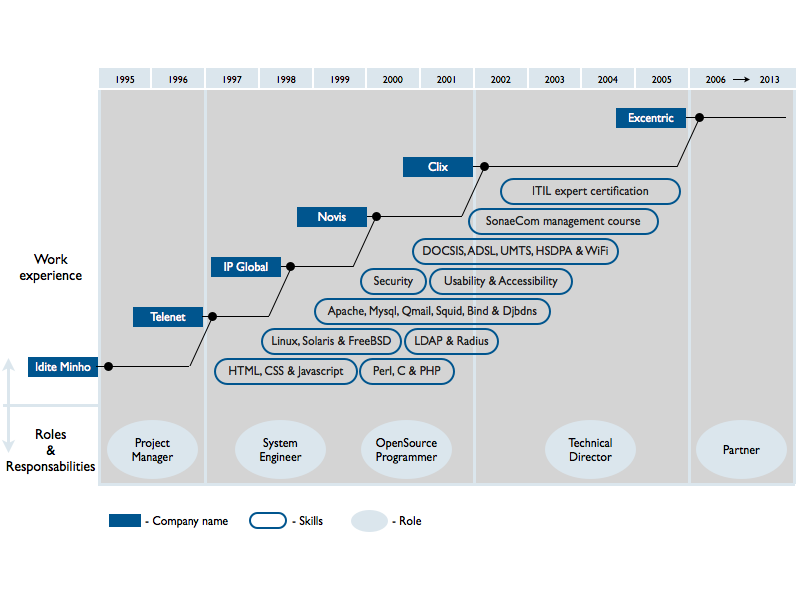 1995 1996 1997 1998 1999 2000 2001 2002 2003 2004 2005 2006 → 2013
Excentric
Clix
ITIL expert certification
Novis
SonaeCom management course
DOCSIS, ADSL, UMTS, HSDPA & WiFi
Work
experience
IP Global
Security
Usability & Accessibility
Telenet
Apache, Mysql, Qmail, Squid, Bind & Djbdns
Linux, Solaris & FreeBSD
LDAP & Radius
Idite Minho
HTML, CSS & Javascript
Perl, C & PHP
Roles
&
Responsabilities
Project
Manager
System
Engineer
OpenSource
Programmer
Technical
Director
Partner
- Company name
- Skills
- Role